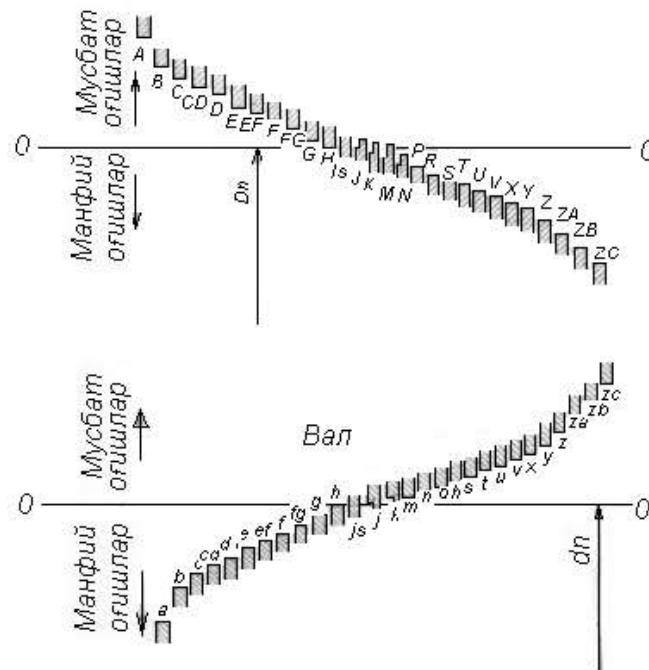 Мусбат
оғишлар
A
B
C
CD
D
E
EF
F
FG
G
H
Js
J
K
M
N
P
R
S
T
U
V
X
Y
Z
ZA
ZB
ZC
0
0
Dn
Манфий
оғишлар
Мусбат
оғишлар
Вал
zc
zb
za
z
y
x
v
u
t
s
n
m
k
j
js
h
g
fg
f
ef
e
d
cd
c
b
a
0
0
Манфий
оғишлар
dn